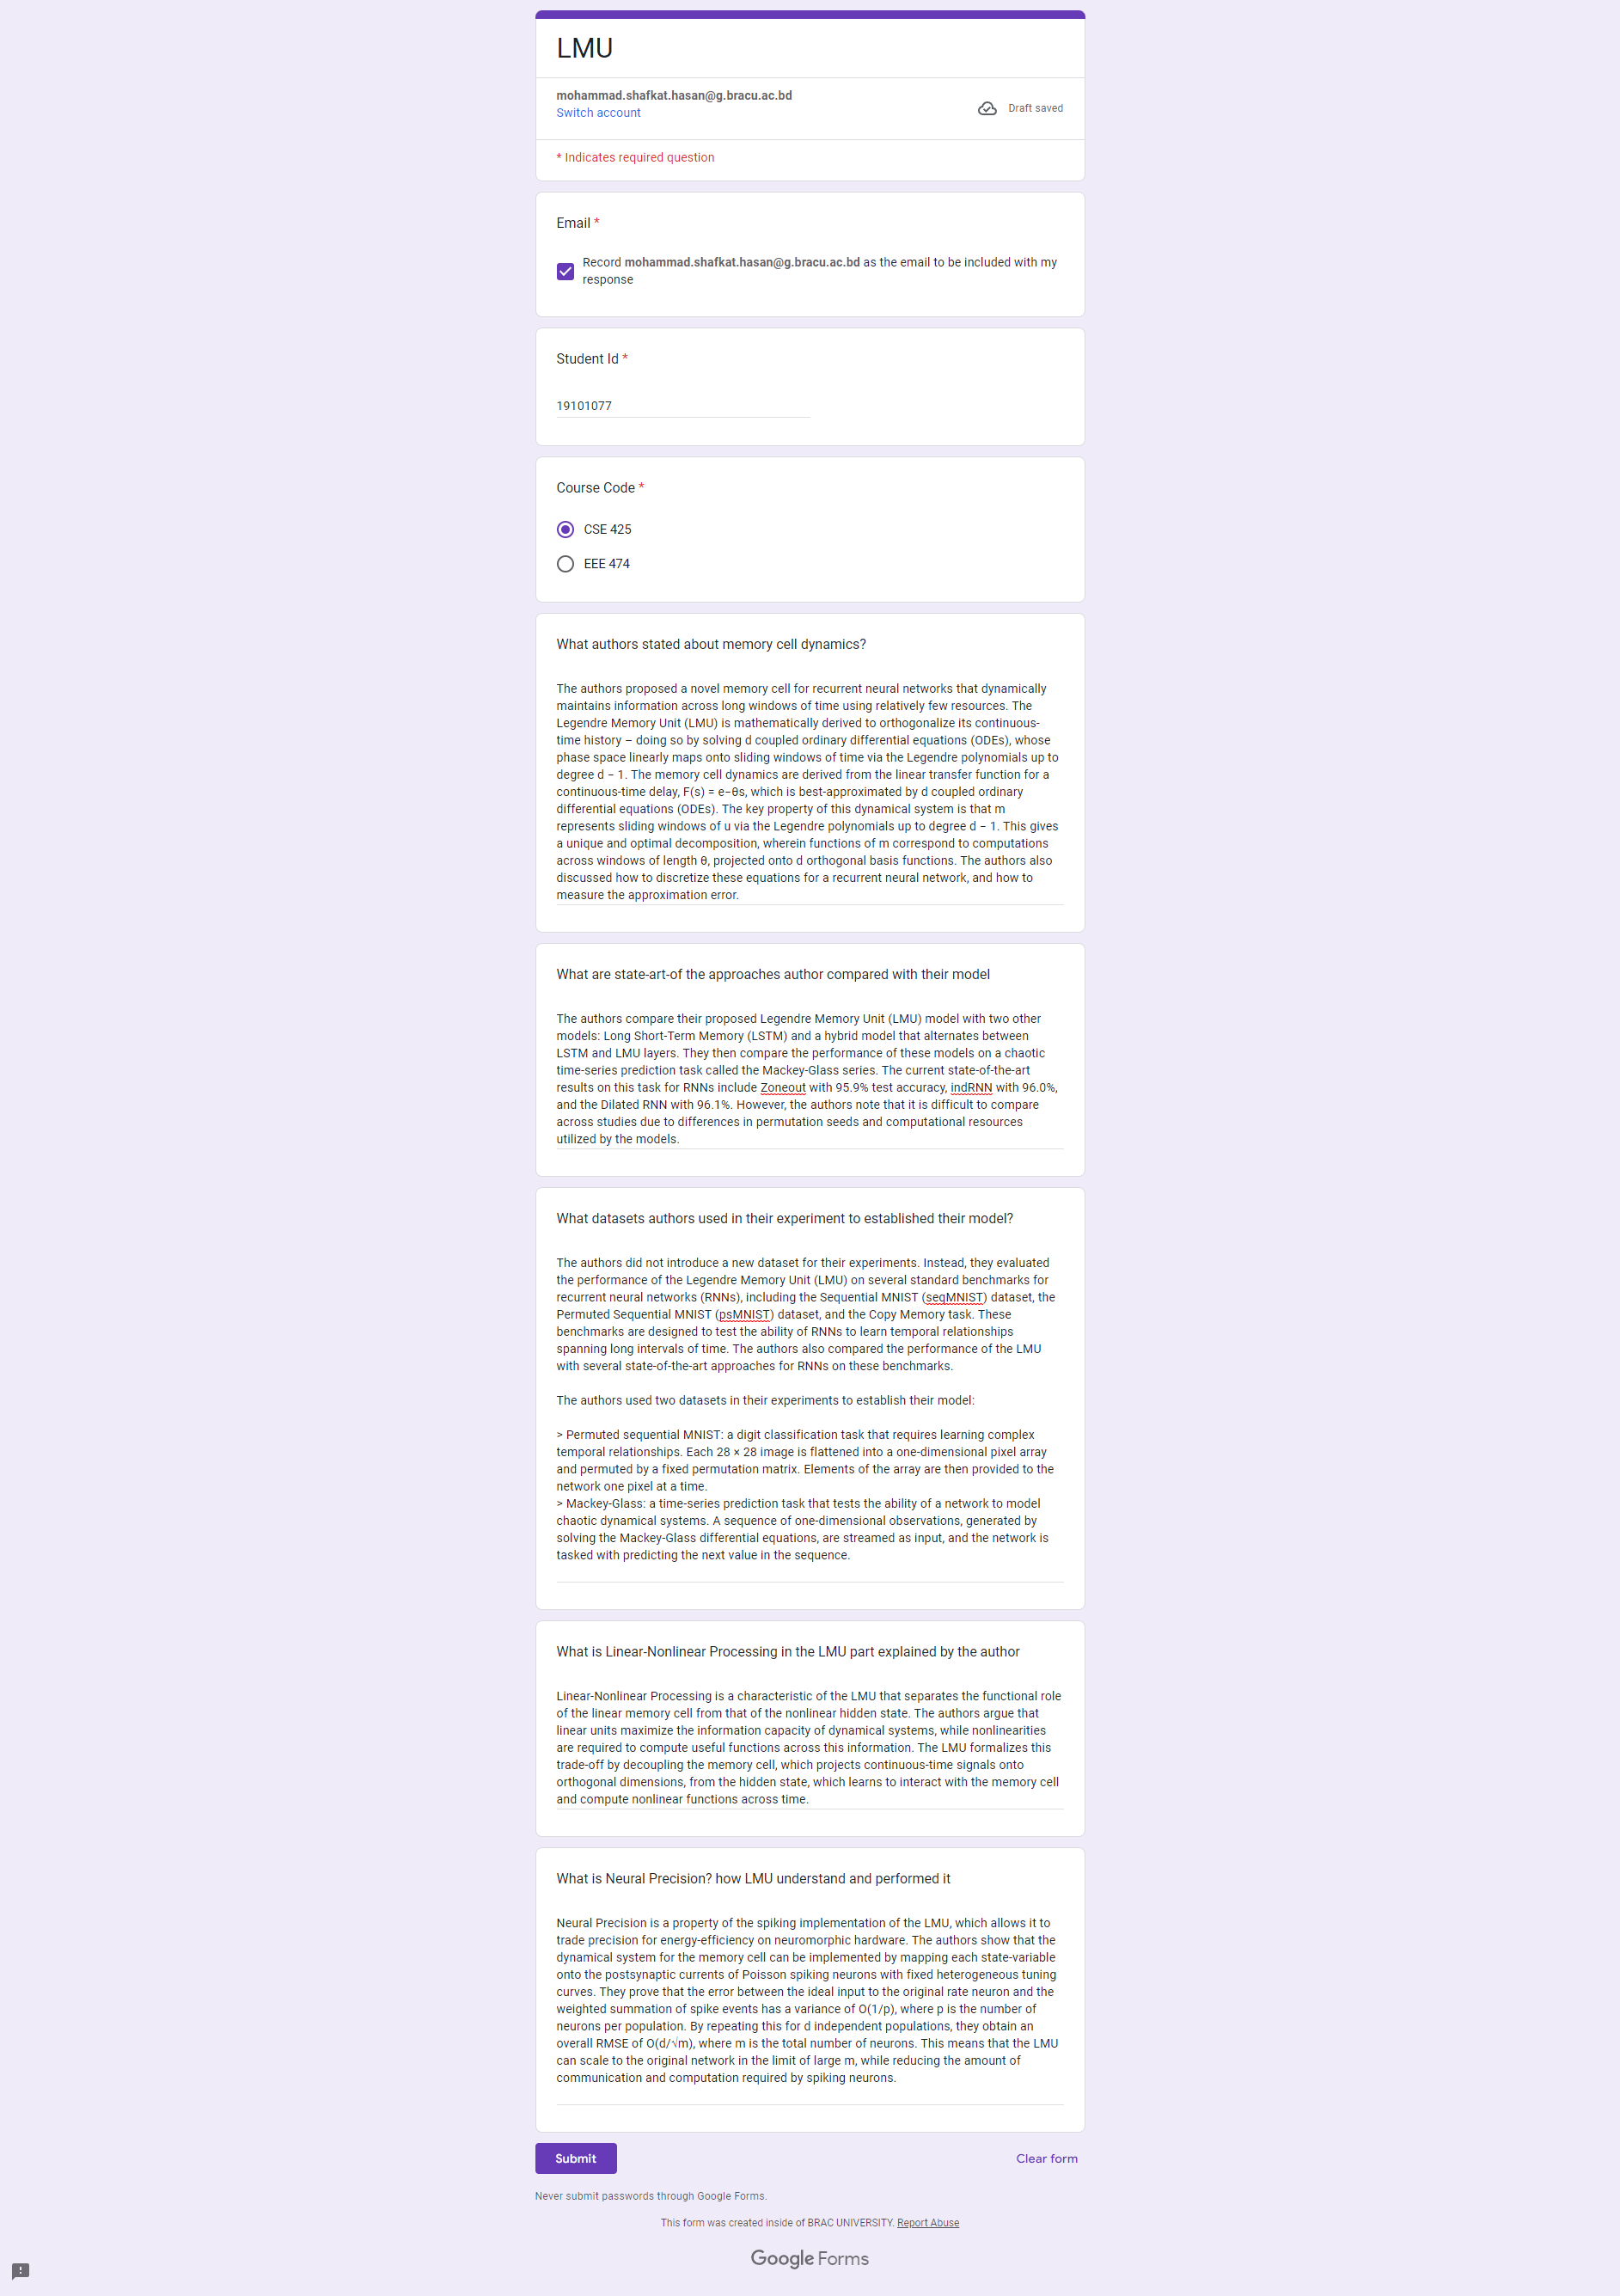 LMU
mohammad.shafkat.hasan@g.bracu.ac.bd
Switch account
Draft saved
* Indicates required question
Email *
Record mohammad.shafkat.hasan@g.bracu.ac.bd as the email to be included with my
response
Student Id *
19101077
Course Code *
CSE 425
EEE 474
What authors stated about memory cell dynamics?
The authors proposed a novel memory cell for recurrent neural networks that dynamically
maintains information across long windows of time using relatively few resources. The
Legendre Memory Unit (LMU) is mathematically derived to orthogonalize its continuous-
time history – doing so by solving d coupled ordinary differential equations (ODEs), whose
phase space linearly maps onto sliding windows of time via the Legendre polynomials up to
degree d − 1. The memory cell dynamics are derived from the linear transfer function for a
continuous-time delay, F(s) = e−θs, which is best-approximated by d coupled ordinary
differential equations (ODEs). The key property of this dynamical system is that m
represents sliding windows of u via the Legendre polynomials up to degree d − 1. This gives
a unique and optimal decomposition, wherein functions of m correspond to computations
across windows of length θ, projected onto d orthogonal basis functions. The authors also
discussed how to discretize these equations for a recurrent neural network, and how to
measure the approximation error.
What are state-art-of the approaches author compared with their model
The authors compare their proposed Legendre Memory Unit (LMU) model with two other
models: Long Short-Term Memory (LSTM) and a hybrid model that alternates between
LSTM and LMU layers. They then compare the performance of these models on a chaotic
time-series prediction task called the Mackey-Glass series. The current state-of-the-art
results on this task for RNNs include Zoneout with 95.9% test accuracy, indRNN with 96.0%,
and the Dilated RNN with 96.1%. However, the authors note that it is difficult to compare
across studies due to differences in permutation seeds and computational resources
utilized by the models.
What datasets authors used in their experiment to established their model?
The authors did not introduce a new dataset for their experiments. Instead, they evaluated
the performance of the Legendre Memory Unit (LMU) on several standard benchmarks for
recurrent neural networks (RNNs), including the Sequential MNIST (seqMNIST) dataset, the
Permuted Sequential MNIST (psMNIST) dataset, and the Copy Memory task. These
benchmarks are designed to test the ability of RNNs to learn temporal relationships
spanning long intervals of time. The authors also compared the performance of the LMU
with several state-of-the-art approaches for RNNs on these benchmarks.
The authors used two datasets in their experiments to establish their model:
> Permuted sequential MNIST: a digit classification task that requires learning complex
temporal relationships. Each 28 × 28 image is flattened into a one-dimensional pixel array
and permuted by a fixed permutation matrix. Elements of the array are then provided to the
network one pixel at a time.
> Mackey-Glass: a time-series prediction task that tests the ability of a network to model
chaotic dynamical systems. A sequence of one-dimensional observations, generated by
solving the Mackey-Glass differential equations, are streamed as input, and the network is
tasked with predicting the next value in the sequence.
What is Linear-Nonlinear Processing in the LMU part explained by the author
Linear-Nonlinear Processing is a characteristic of the LMU that separates the functional role
of the linear memory cell from that of the nonlinear hidden state. The authors argue that
linear units maximize the information capacity of dynamical systems, while nonlinearities
are required to compute useful functions across this information. The LMU formalizes this
trade-off by decoupling the memory cell, which projects continuous-time signals onto
orthogonal dimensions, from the hidden state, which learns to interact with the memory cell
and compute nonlinear functions across time.
What is Neural Precision? how LMU understand and performed it
Neural Precision is a property of the spiking implementation of the LMU, which allows it to
trade precision for energy-efficiency on neuromorphic hardware. The authors show that the
dynamical system for the memory cell can be implemented by mapping each state-variable
onto the postsynaptic currents of Poisson spiking neurons with fixed heterogeneous tuning
curves. They prove that the error between the ideal input to the original rate neuron and the
weighted summation of spike events has a variance of O(1/p), where p is the number of
neurons per population. By repeating this for d independent populations, they obtain an
overall RMSE of O(d/√m), where m is the total number of neurons. This means that the LMU
can scale to the original network in the limit of large m, while reducing the amount of
communication and computation required by spiking neurons.
Submit
Clear form
Never submit passwords through Google Forms.
This form was created inside of BRAC UNIVERSITY. Report Abuse
Google Forms